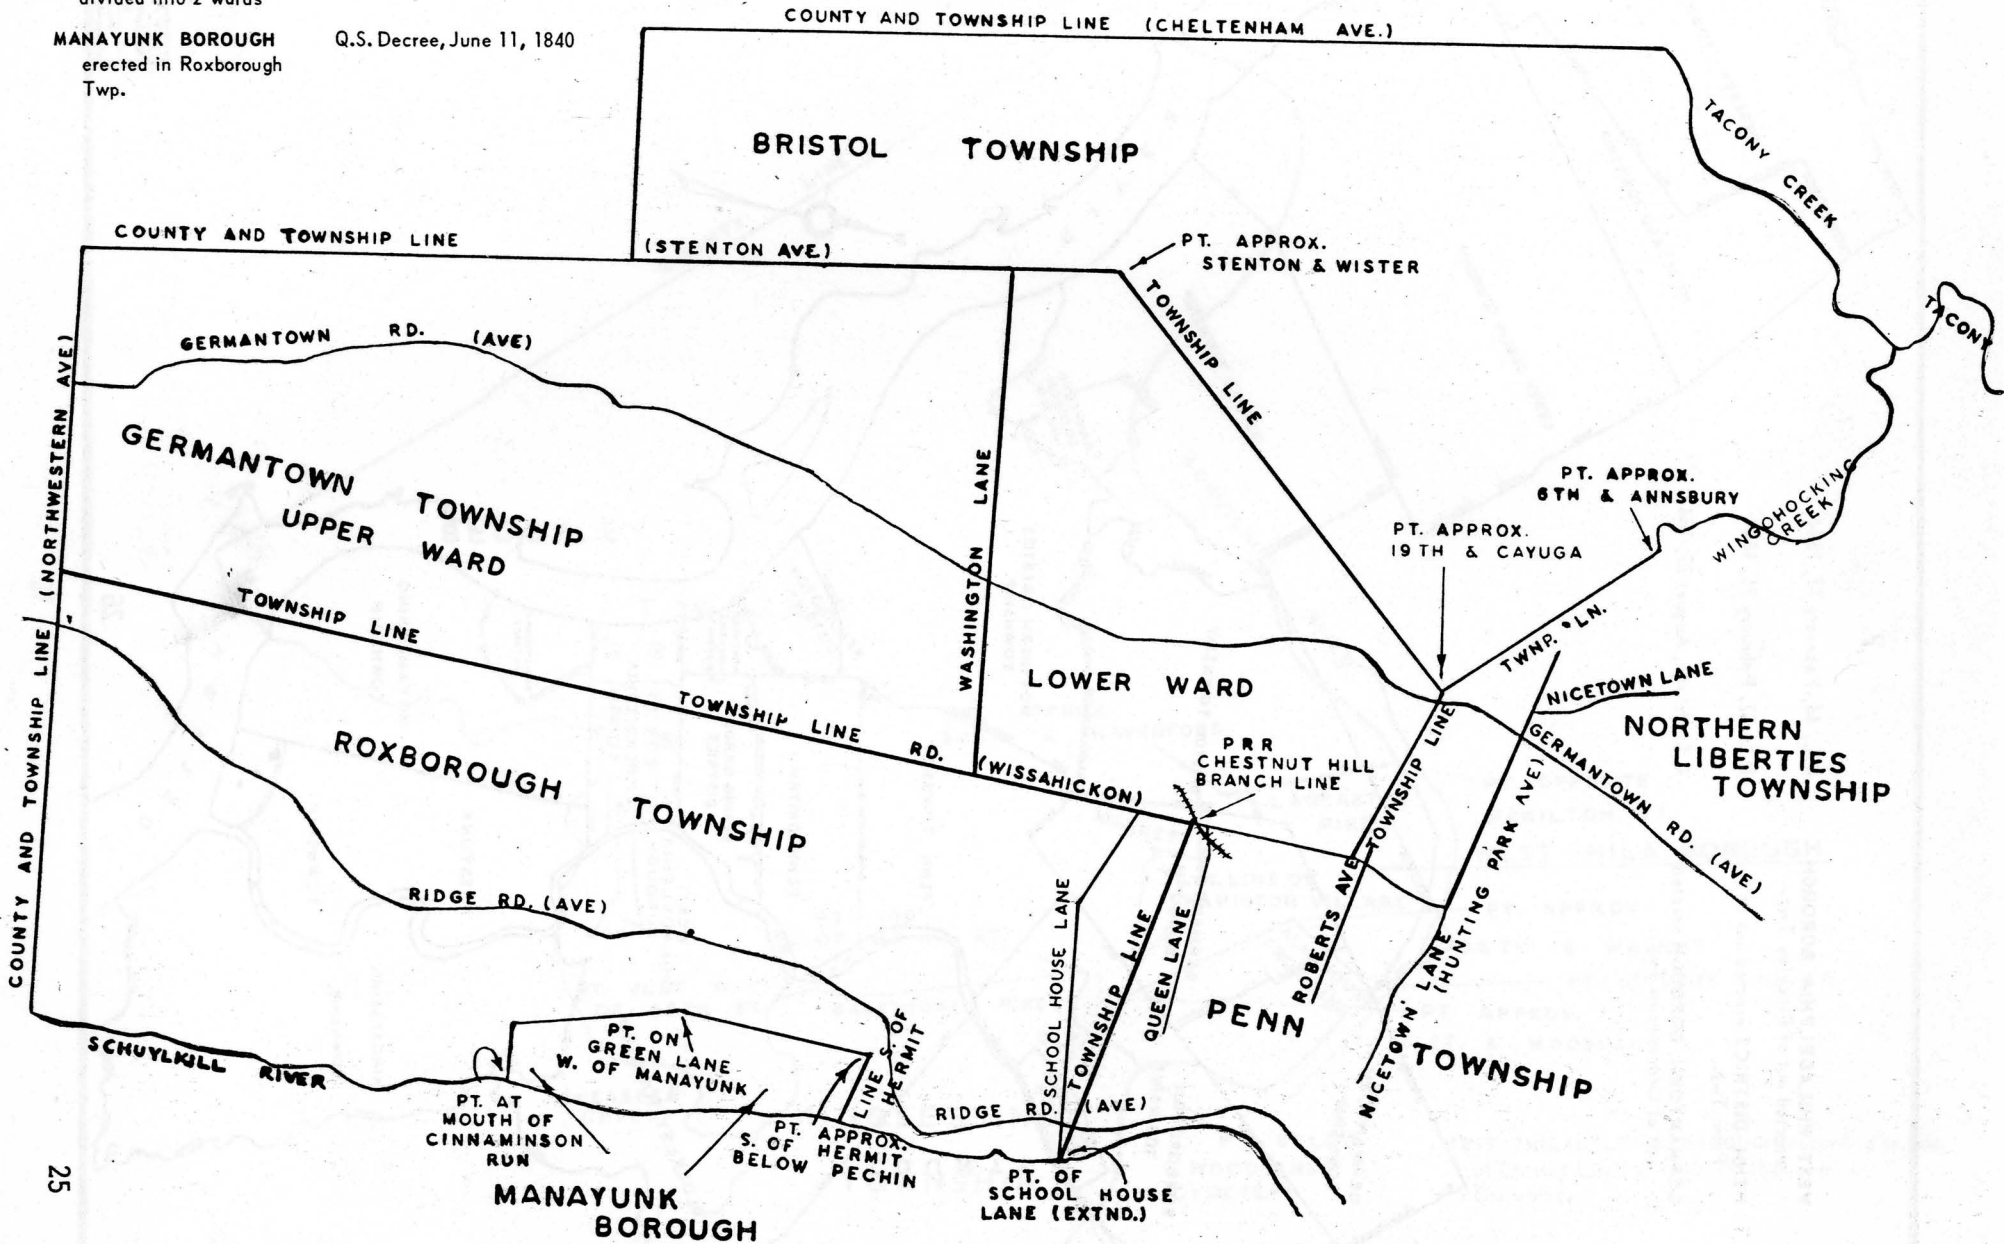 divided into 2 wards
MANAYUNK BOROUGH Q.S. Decree, June 11, 1840
erected in Roxborough
Twp.
COUNTY AND TOWNSHIP LINE (CHELTENHAM AVE.)
TACONY CREEK
BRISTOL TOWNSHIP
COUNTY AND TOWNSHIP LINE (STENTON AVE.)
PT. APPROX.
STENTON & WISTER
TOWNSHIP LINE
TACONY
GERMANTOWN RD. (AVE)
COUNTY AND TOWNSHIP LINE (NORTHWESTERN AVE)
GERMANTOWN TOWNSHIP
UPPER WARD
WASHINGTON LANE
PT. APPROX.
6TH & ANNSBURY
WINGOHOCKING
CREEK
PT. APPROX.
19TH & CAYUGA
TOWNSHIP LINE
TWNP. LN.
LOWER WARD
TOWNSHIP LINE RD. (WISSAHICKON)
NICETOWN LANE
NORTHERN
LIBERTIES
TOWNSHIP
GERMANTOWN RD. (AVE)
PRR
CHESTNUT HILL
BRANCH LINE
ROXBOROUGH TOWNSHIP
TOWNSHIP LINE
ROBERTS AVE
NICETOWN LANE
(HUNTING PARK AVE)
RIDGE RD. (AVE)
SCHOOL HOUSE LANE
TOWNSHIP LINE
QUEEN LANE
PENN TOWNSHIP
SCHUYLKILL RIVER
PT. ON
GREEN LANE
W. OF MANAYUNK
LINE S. OF
HERMIT
RIDGE RD. (AVE)
PT. AT
MOUTH OF
CINNAMINSON
RUN
PT. APPROX.
S. OF HERMIT
BELOW PECHIN
PT. OF
SCHOOL HOUSE
LANE (EXTND.)
MANAYUNK
BOROUGH
25